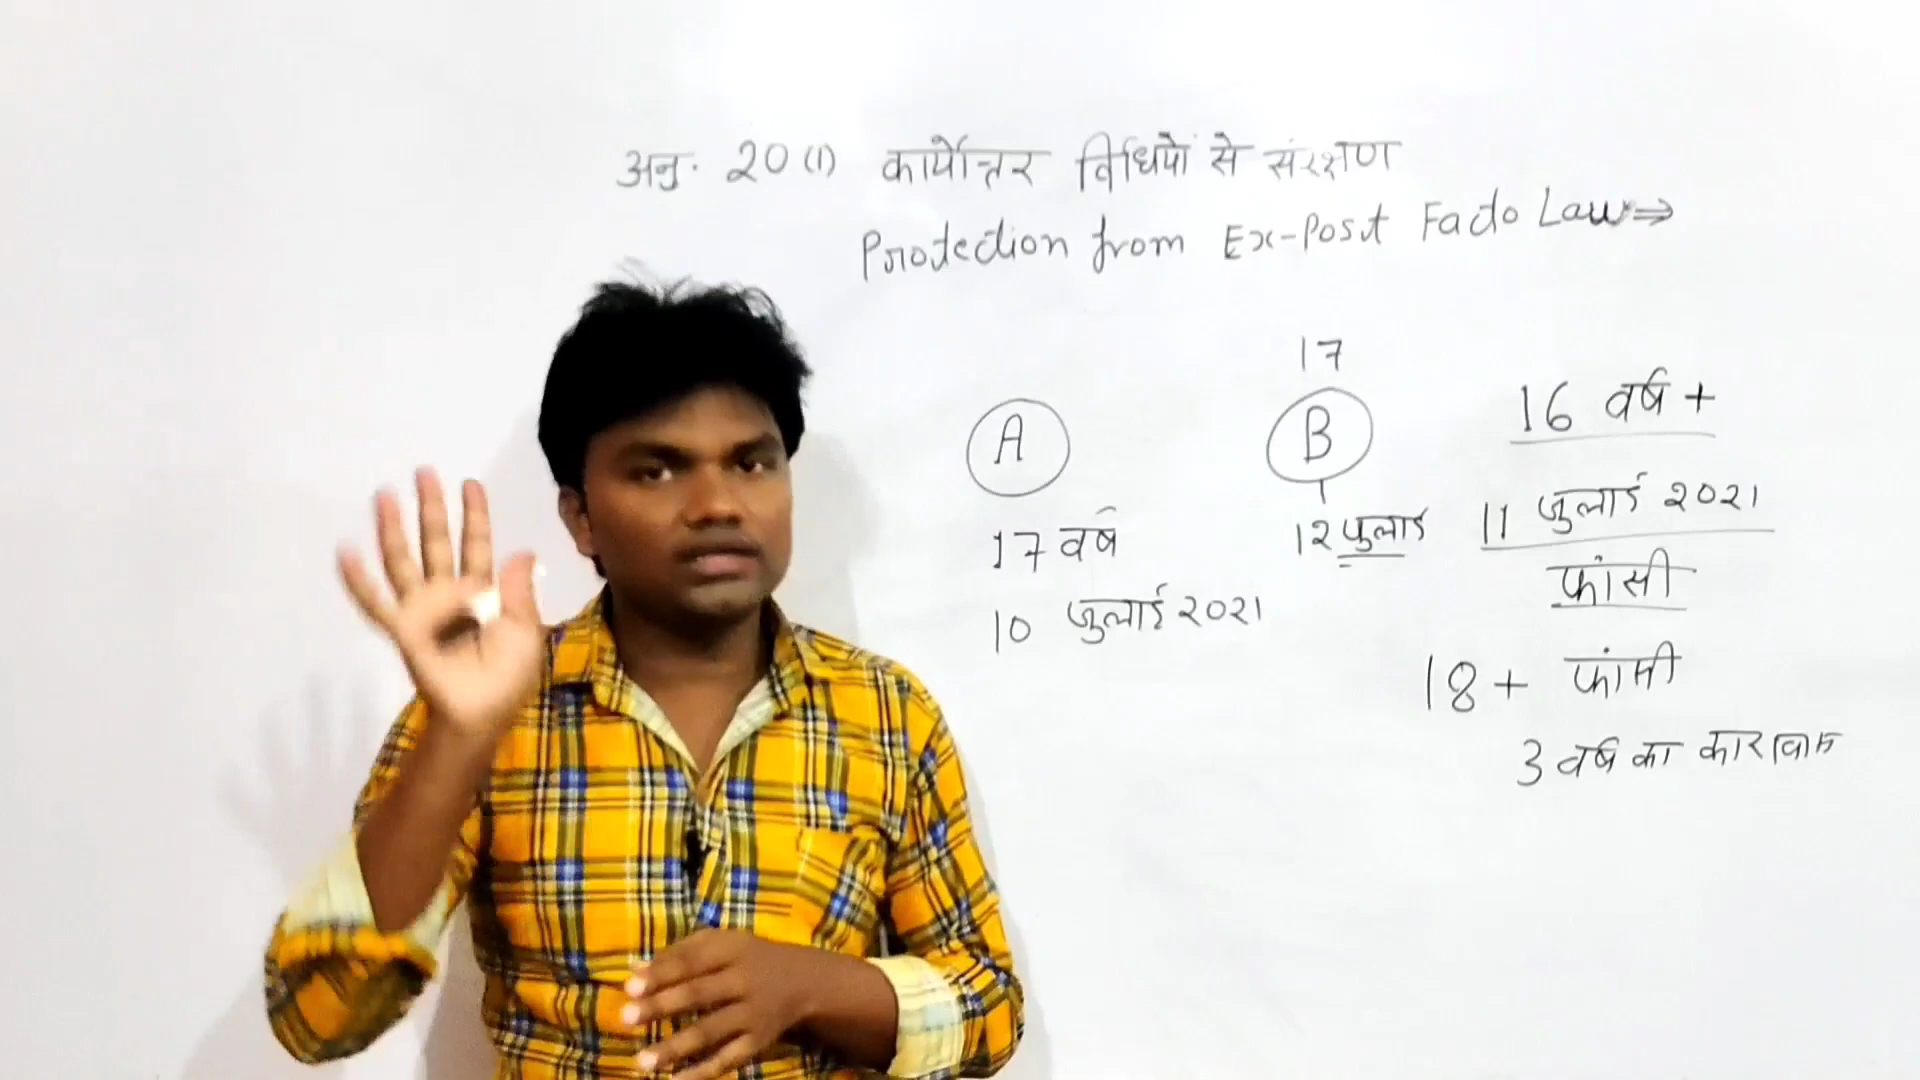 अनु. 20 (1) कार्योत्तर विधियों से संरक्षण
Protection from Ex-Post Facto Law ⇒
17
A
B
16 वर्ष +
17 वर्ष
12 जुलाई
11 जुलाई 2021
फांसी
10 जुलाई 2021
18 + फांसी
3 वर्ष का कारावास